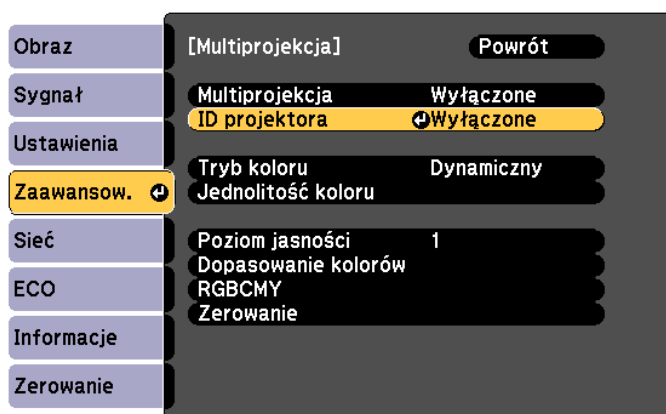 Obraz
Sygnał
Ustawienia
Zaawansow.
Sieć
ECO
Informacje
Zerowanie
[Multiprojekcja] Powrót
Multiprojekcja Wyłączone
ID projektora Wyłączone
Tryb koloru Dynamiczny
Jednolitość koloru
Poziom jasności 1
Dopasowanie kolorów
RGBCMY
Zerowanie